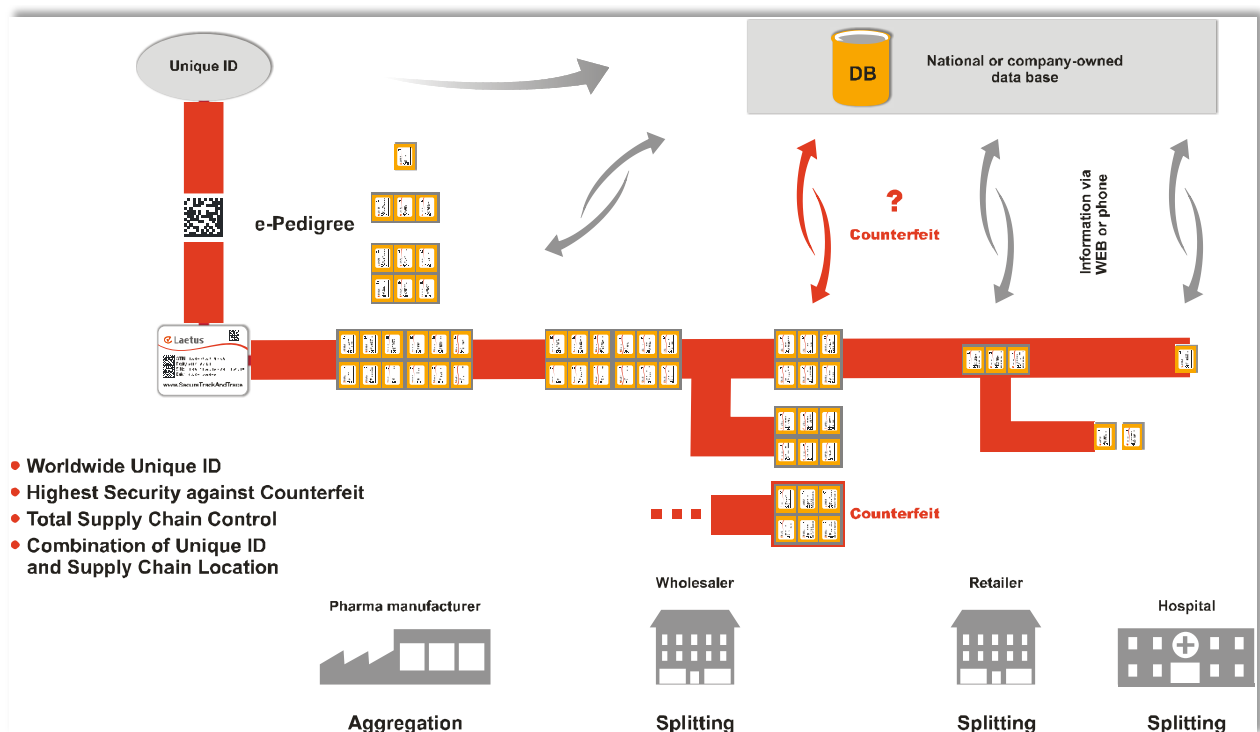 Unique ID
DB
National or company-owned
data base
e-Pedigree
?
Counterfeit
Information via
WEB or phone
Laetus
www.SecureTrackAndTrace
Counterfeit
Worldwide Unique ID
Highest Security against Counterfeit
Total Supply Chain Control
Combination of Unique ID
and Supply Chain Location
Pharma manufacturer
Wholesaler
Retailer
Hospital
Aggregation
Splitting
Splitting
Splitting